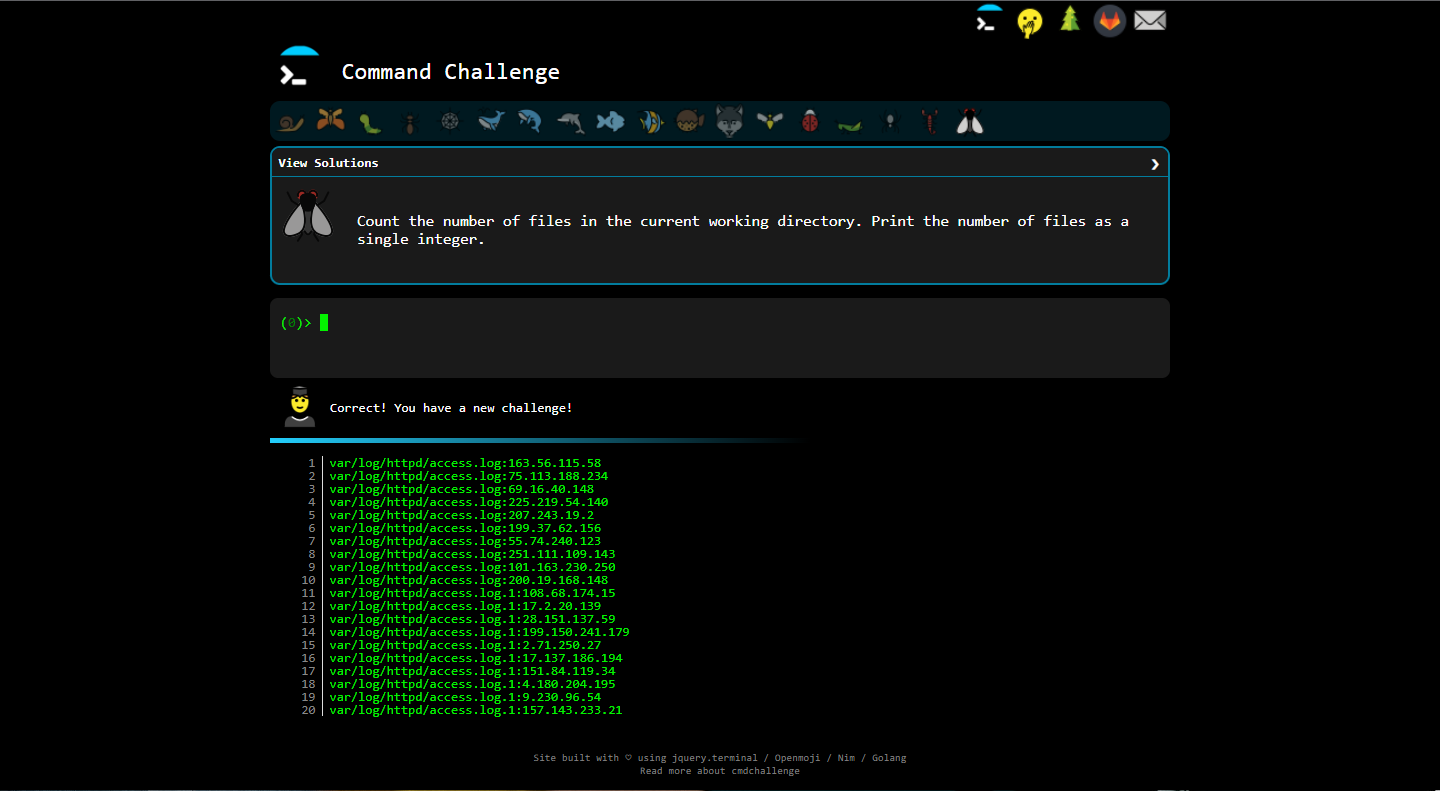 Command Challenge
View Solutions
Count the number of files in the current working directory. Print the number of files as a
single integer.
(0)>
Correct! You have a new challenge!
1 var/log/httpd/access.log:163.56.115.58
2 var/log/httpd/access.log:75.113.188.234
3 var/log/httpd/access.log:69.16.40.148
4 var/log/httpd/access.log:225.219.54.140
5 var/log/httpd/access.log:207.243.19.2
6 var/log/httpd/access.log:199.37.62.156
7 var/log/httpd/access.log:55.74.240.123
8 var/log/httpd/access.log:251.111.109.143
9 var/log/httpd/access.log:101.163.230.250
10 var/log/httpd/access.log:200.19.168.148
11 var/log/httpd/access.log.1:108.68.174.15
12 var/log/httpd/access.log.1:17.2.20.139
13 var/log/httpd/access.log.1:28.151.137.59
14 var/log/httpd/access.log.1:199.150.241.179
15 var/log/httpd/access.log.1:2.71.250.27
16 var/log/httpd/access.log.1:17.137.186.194
17 var/log/httpd/access.log.1:151.84.119.34
18 var/log/httpd/access.log.1:4.180.204.195
19 var/log/httpd/access.log.1:9.230.96.54
20 var/log/httpd/access.log.1:157.143.233.21
Site built with ♡ using jquery.terminal / Openmoji / Nim / Golang
Read more about cmdchallenge